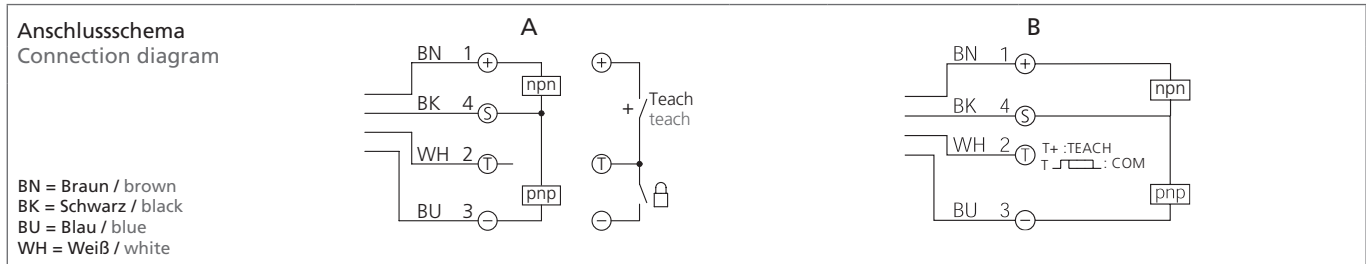 Anschlussschema
Connection diagram
A
BN 1 +
npn
BK 4 S
WH 2 T
pnp
BU 3 −
+
+ Teach
teach
T
−
B
BN 1 +
npn
BK 4 S
WH 2 T T+ :TEACH
T : COM
pnp
BU 3 −
BN = Braun / brown
BK = Schwarz / black
BU = Blau / blue
WH = Weiß / white